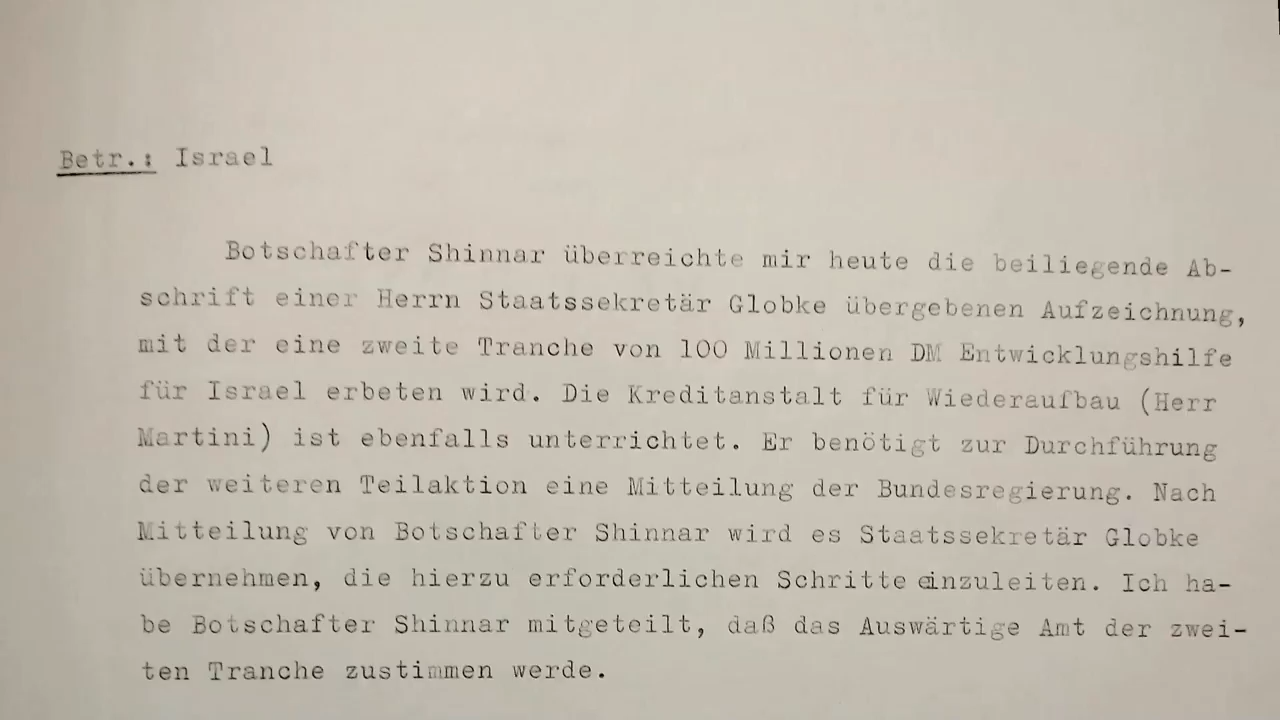 Betr.: Israel
Botschafter Shinnar überreichte mir heute die beiliegende Ab-
schrift einer Herrn Staatssekretär Globke übergebenen Aufzeichnung,
mit der eine zweite Tranche von 100 Millionen DM Entwicklungshilfe
für Israel erbeten wird. Die Kreditanstalt für Wiederaufbau (Herr
Martini) ist ebenfalls unterrichtet. Er benötigt zur Durchführung
der weiteren Teilaktion eine Mitteilung der Bundesregierung. Nach
Mitteilung von Botschafter Shinnar wird es Staatssekretär Globke
übernehmen, die hierzu erforderlichen Schritte einzuleiten. Ich ha-
be Botschafter Shinnar mitgeteilt, daß das Auswärtige Amt der zwei-
ten Tranche zustimmen werde.